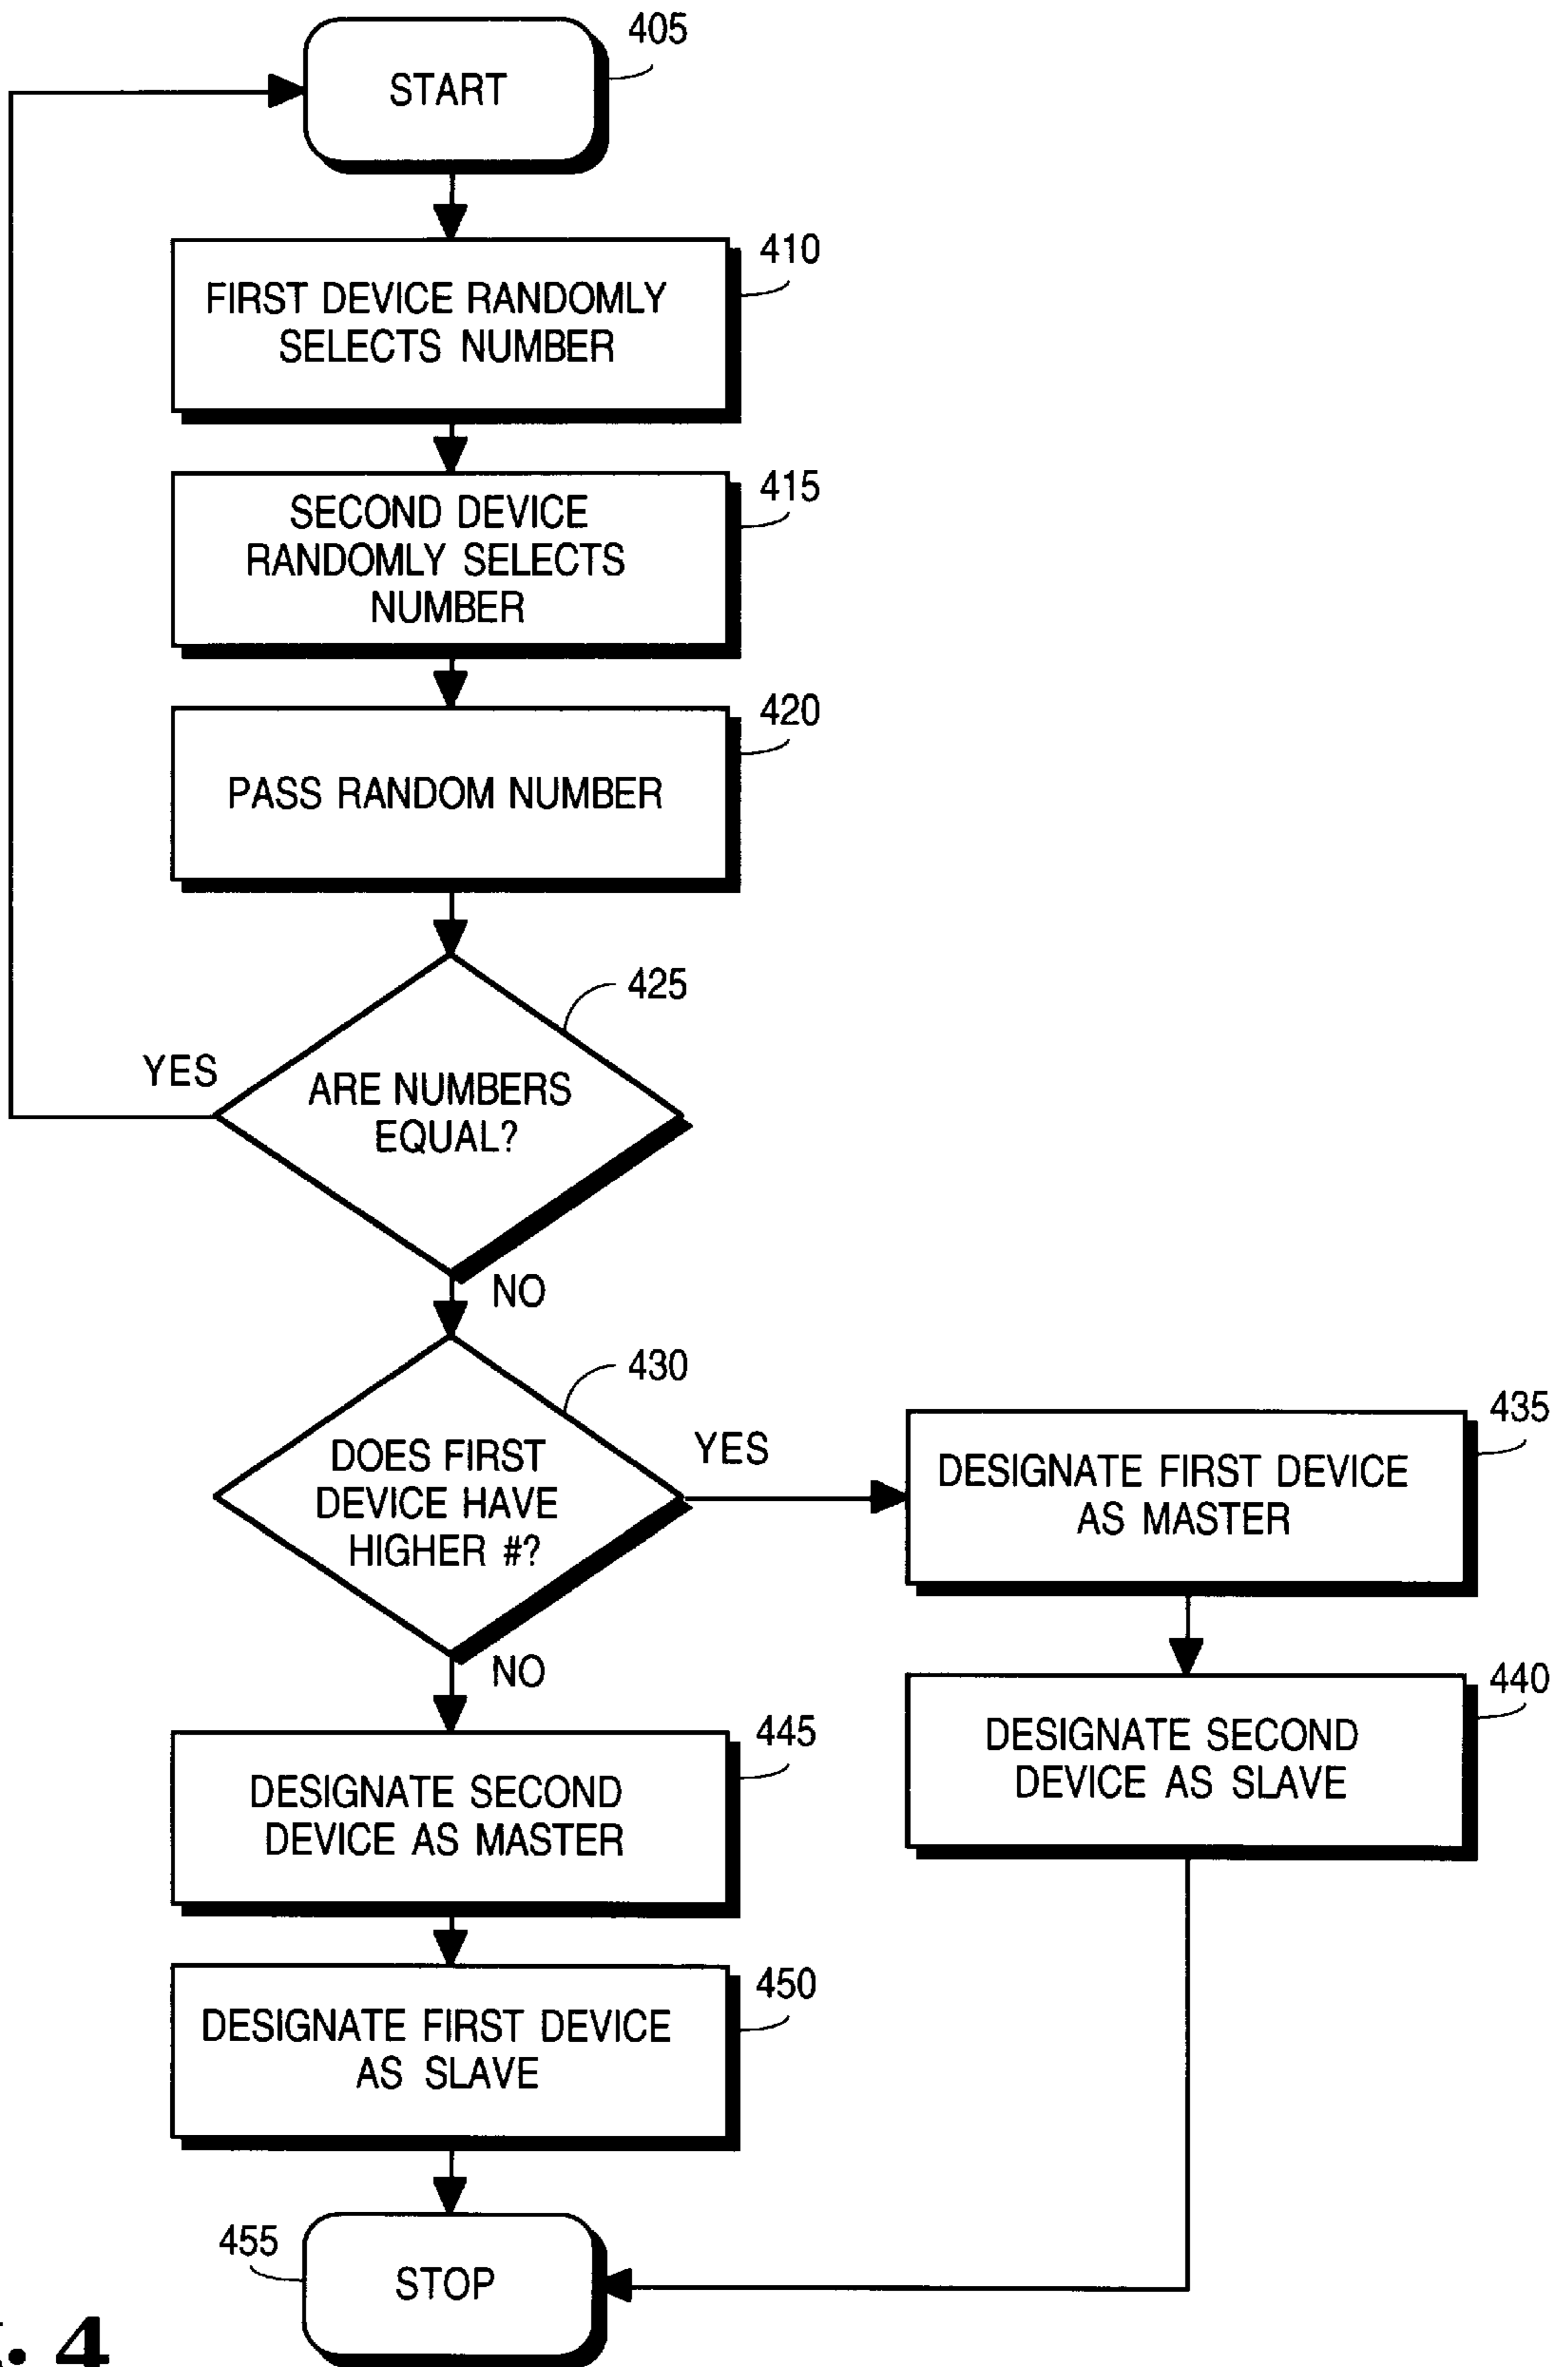 405
START
410
FIRST DEVICE RANDOMLY
SELECTS NUMBER
415
SECOND DEVICE
RANDOMLY SELECTS
NUMBER
420
PASS RANDOM NUMBER
425
YES
ARE NUMBERS
EQUAL?
NO
430
DOES FIRST
DEVICE HAVE
HIGHER #?
YES
435
DESIGNATE FIRST DEVICE
AS MASTER
NO
440
DESIGNATE SECOND
DEVICE AS SLAVE
445
DESIGNATE SECOND
DEVICE AS MASTER
450
DESIGNATE FIRST DEVICE
AS SLAVE
455
STOP
. 4